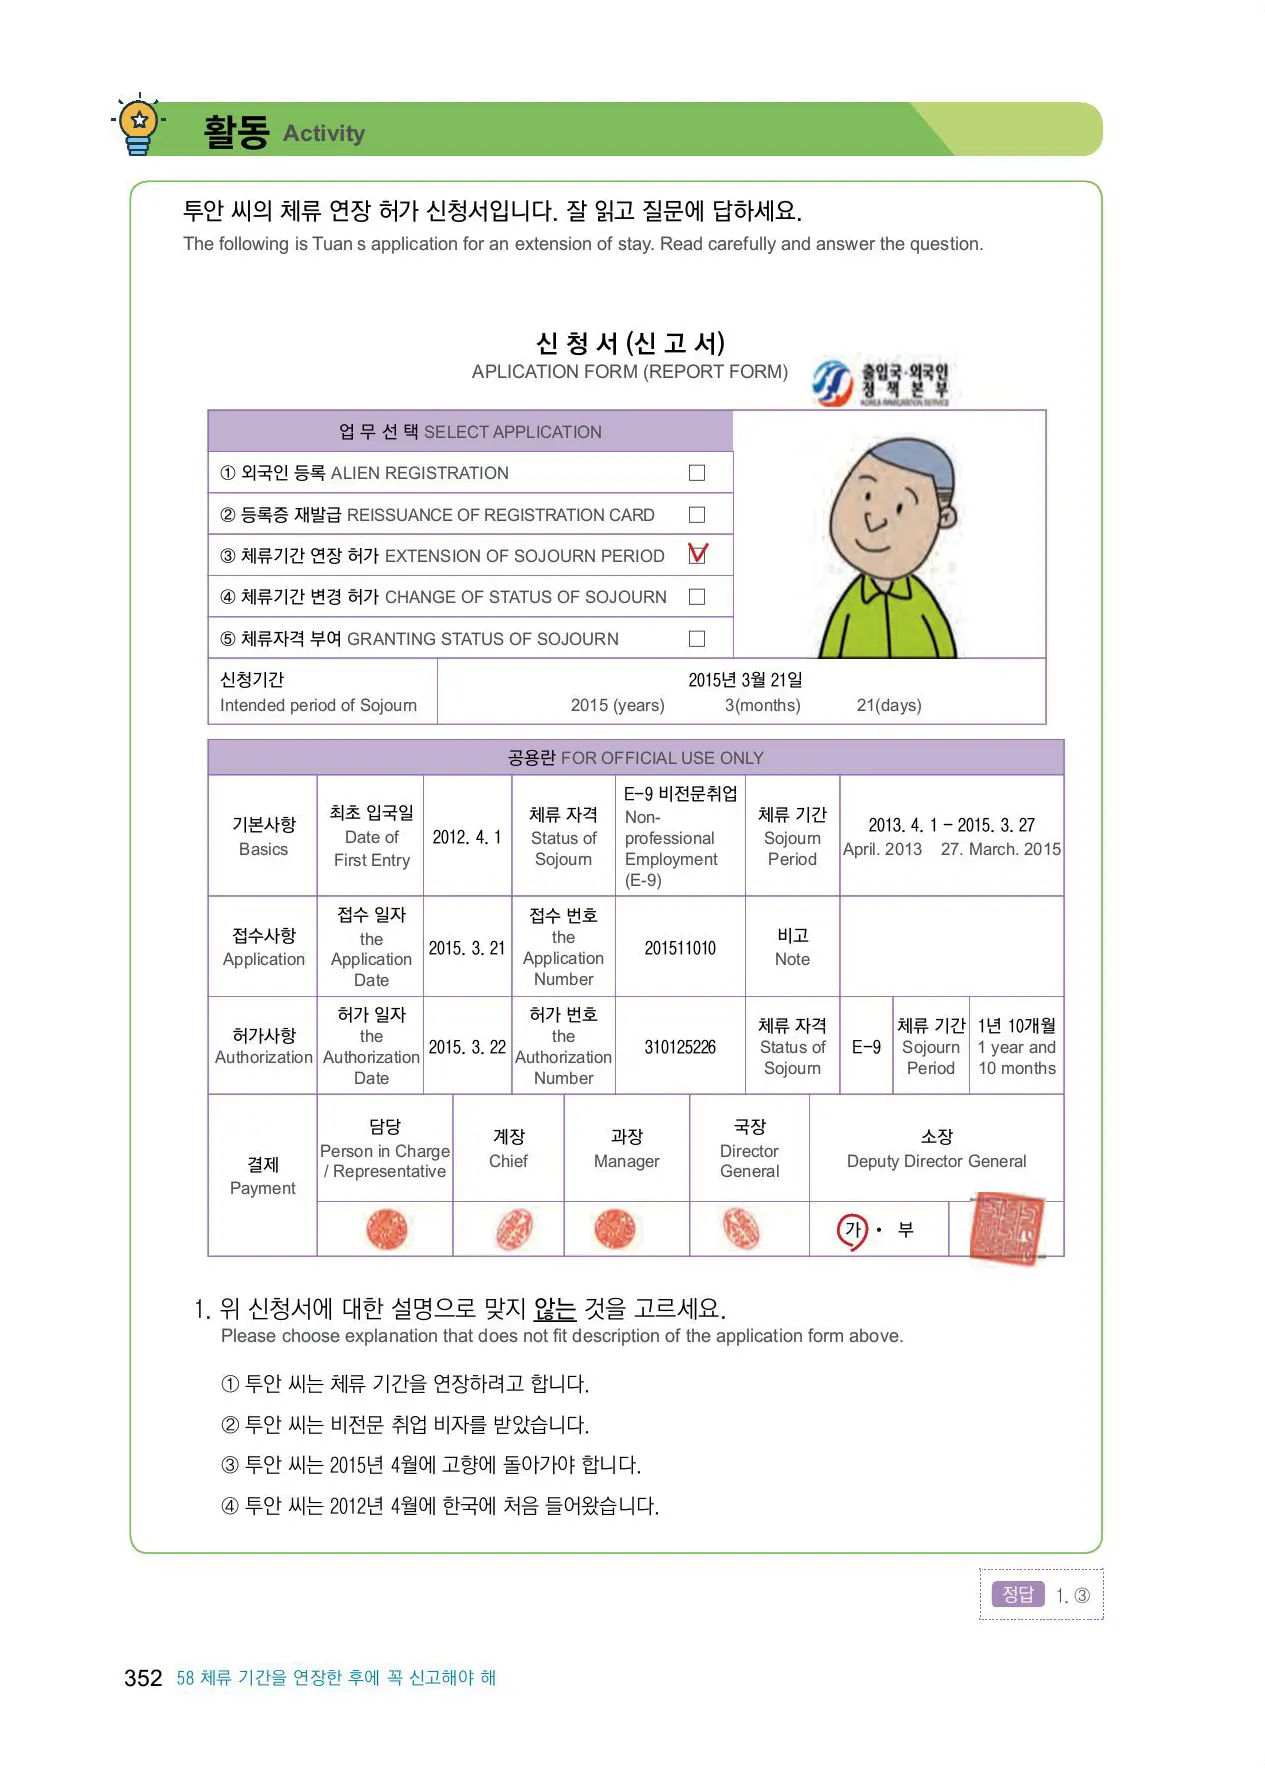 활동 Activity
투안 씨의 체류 연장 허가 신청서입니다. 잘 읽고 질문에 답하세요.
The following is Tuan s application for an extension of stay. Read carefully and answer the question.
신 청 서 (신 고 서)
APLICATION FORM (REPORT FORM)
출입국·외국인
정 책 본 부
KOREA IMMIGRATION SERVICE
업 무 선 택 SELECT APPLICATION
① 외국인 등록 ALIEN REGISTRATION □
② 등록증 재발급 REISSUANCE OF REGISTRATION CARD □
③ 체류기간 연장 허가 EXTENSION OF SOJOURN PERIOD ☑
④ 체류기간 변경 허가 CHANGE OF STATUS OF SOJOURN □
⑤ 체류자격 부여 GRANTING STATUS OF SOJOURN □
신청기간
Intended period of Sojourn
2015년 3월 21일
2015 (years) 3(months) 21(days)
공용란 FOR OFFICIAL USE ONLY
기본사항
Basics
최초 입국일
Date of
First Entry
2012. 4. 1
체류 자격
Status of
Sojourn
E-9 비전문취업
Non-
professional
Employment
(E-9)
체류 기간
Sojourn
Period
2013. 4. 1 - 2015. 3. 27
April. 2013 27. March. 2015
접수사항
Application
접수 일자
the
Application
Date
2015. 3. 21
접수 번호
the
Application
Number
201511010
비고
Note
허가사항
Authorization
허가 일자
the
Authorization
Date
2015. 3. 22
허가 번호
the
Authorization
Number
310125226
체류 자격
Status of
Sojourn
E-9
체류 기간
Sojourn
Period
1년 10개월
1 year and
10 months
결제
Payment
담당
Person in Charge
/ Representative
계장
Chief
과장
Manager
국장
Director
General
소장
Deputy Director General
가 • 부
1. 위 신청서에 대한 설명으로 맞지 않는 것을 고르세요.
Please choose explanation that does not fit description of the application form above.
① 투안 씨는 체류 기간을 연장하려고 합니다.
② 투안 씨는 비전문 취업 비자를 받았습니다.
③ 투안 씨는 2015년 4월에 고향에 돌아가야 합니다.
④ 투안 씨는 2012년 4월에 한국에 처음 들어왔습니다.
정답 1. ③
352 58 체류 기간을 연장한 후에 꼭 신고해야 해